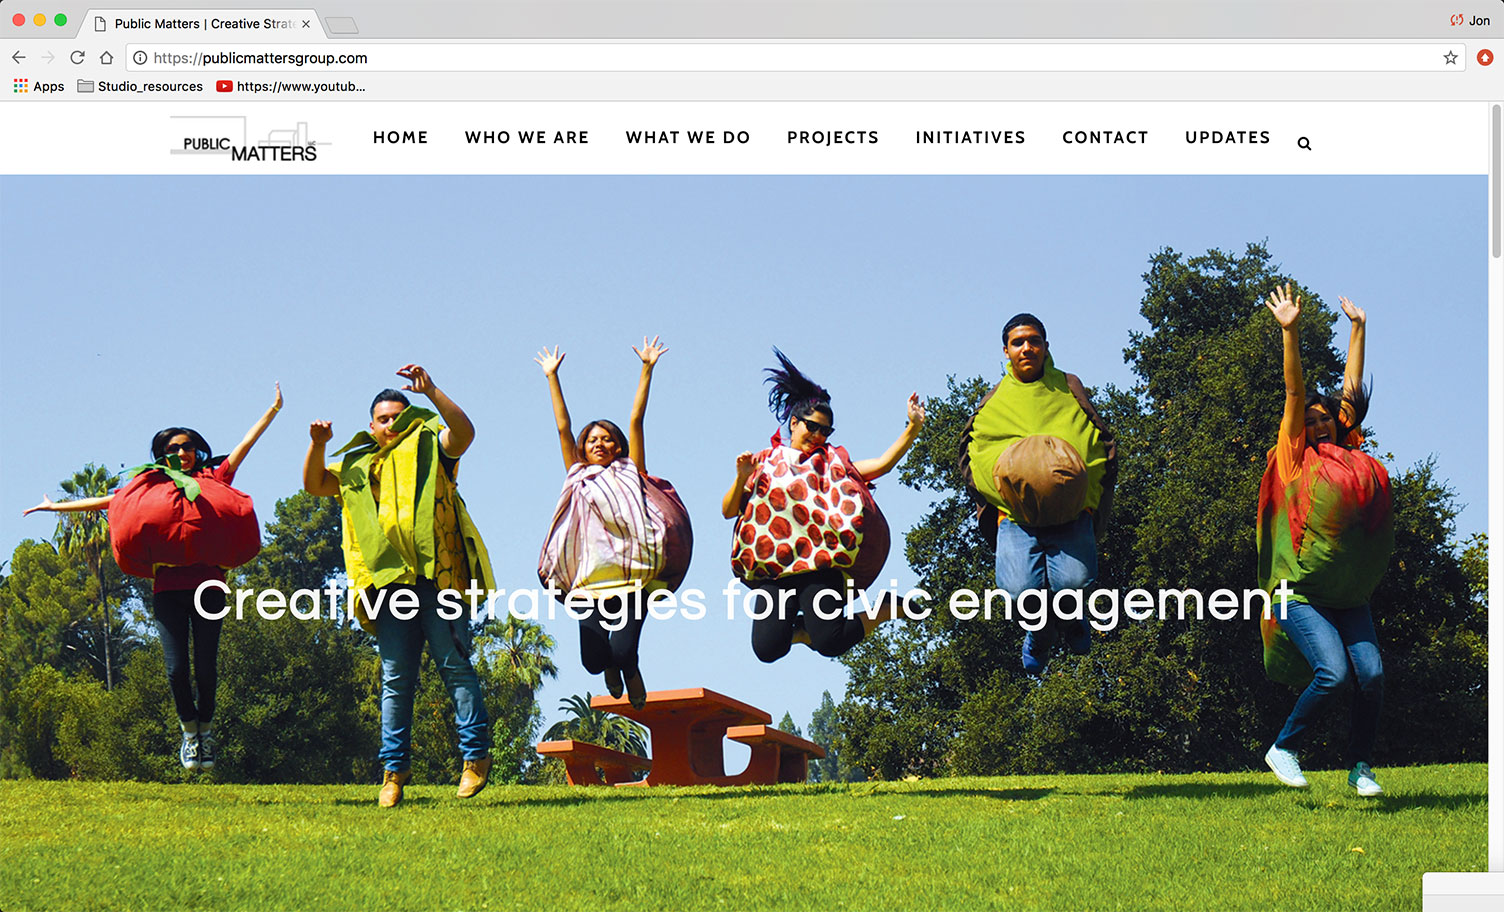 Public Matters | Creative Strate
Jon
https://publicmattersgroup.com
Apps
Studio_resources
https://www.youtub...
PUBLIC
MATTERS
HOME
WHO WE ARE
WHAT WE DO
PROJECTS
INITIATIVES
CONTACT
UPDATES
Creative strategies for civic engagement